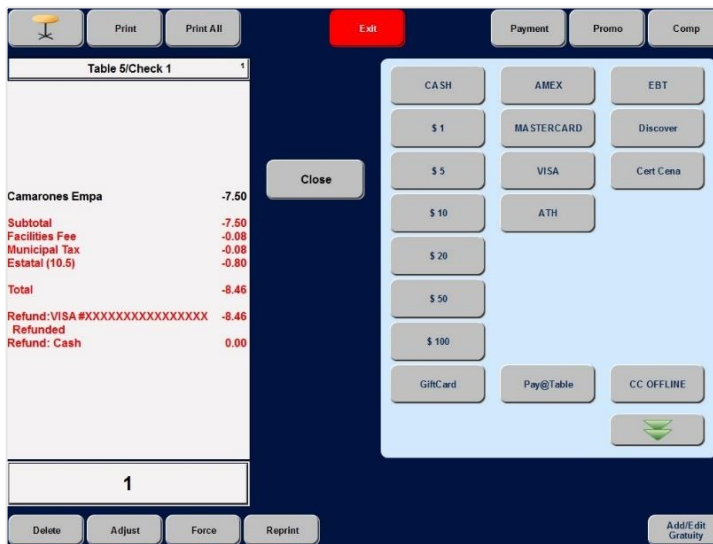 Print
Print All
Exit
Payment
Promo
Comp
Table 5/Check 1
1
Camarones Empa -7.50
Subtotal -7.50
Facilities Fee -0.08
Municipal Tax -0.08
Estatal (10.5) -0.80
Total -8.46
Refund:VISA #XXXXXXXXXXXXXXXX -8.46
Refunded
Refund: Cash 0.00
1
Close
CASH
AMEX
EBT
$ 1
MASTERCARD
Discover
$ 5
VISA
Cert Cena
$ 10
ATH
$ 20
$ 50
$ 100
GiftCard
Pay@Table
CC OFFLINE
Delete
Adjust
Force
Reprint
Add/Edit
Gratuity